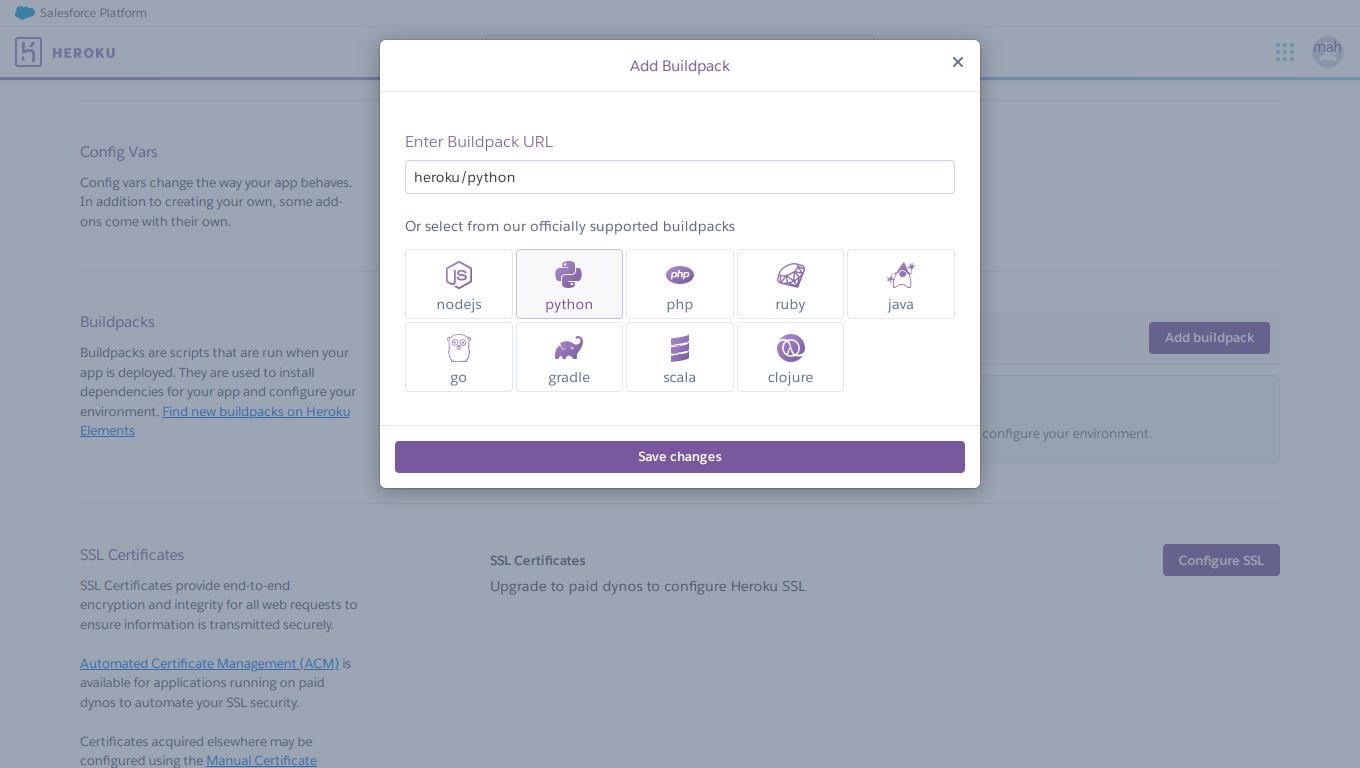 Salesforce Platform
HEROKU
mah
Add Buildpack
Enter Buildpack URL
heroku/python
Or select from our officially supported buildpacks
nodejs
python
php
php
ruby
java
go
gradle
scala
clojure
Save changes
Config Vars
Config vars change the way your app behaves.
In addition to creating your own, some add-
ons come with their own.
Buildpacks
Buildpacks are scripts that are run when your
app is deployed. They are used to install
dependencies for your app and configure your
environment. Find new buildpacks on Heroku
Elements
Add buildpack
configure your environment.
SSL Certificates
SSL Certificates provide end-to-end
encryption and integrity for all web requests to
ensure information is transmitted securely.
Automated Certificate Management (ACM) is
available for applications running on paid
dynos to automate your SSL security.
Certificates acquired elsewhere may be
configured using the Manual Certificate
SSL Certificates
Upgrade to paid dynos to configure Heroku SSL
Configure SSL